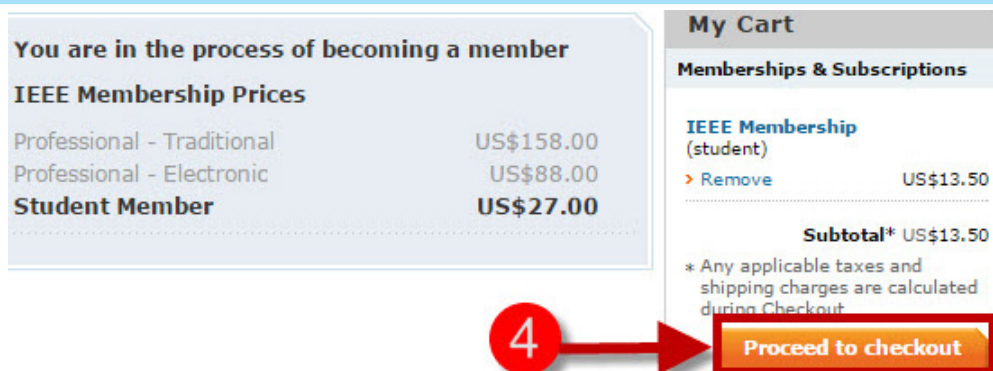 You are in the process of becoming a member
IEEE Membership Prices
Professional - Traditional US$158.00
Professional - Electronic US$88.00
Student Member US$27.00
My Cart
Memberships & Subscriptions
IEEE Membership
(student)
> Remove US$13.50
Subtotal* US$13.50
* Any applicable taxes and
shipping charges are calculated
during Checkout
4
Proceed to checkout